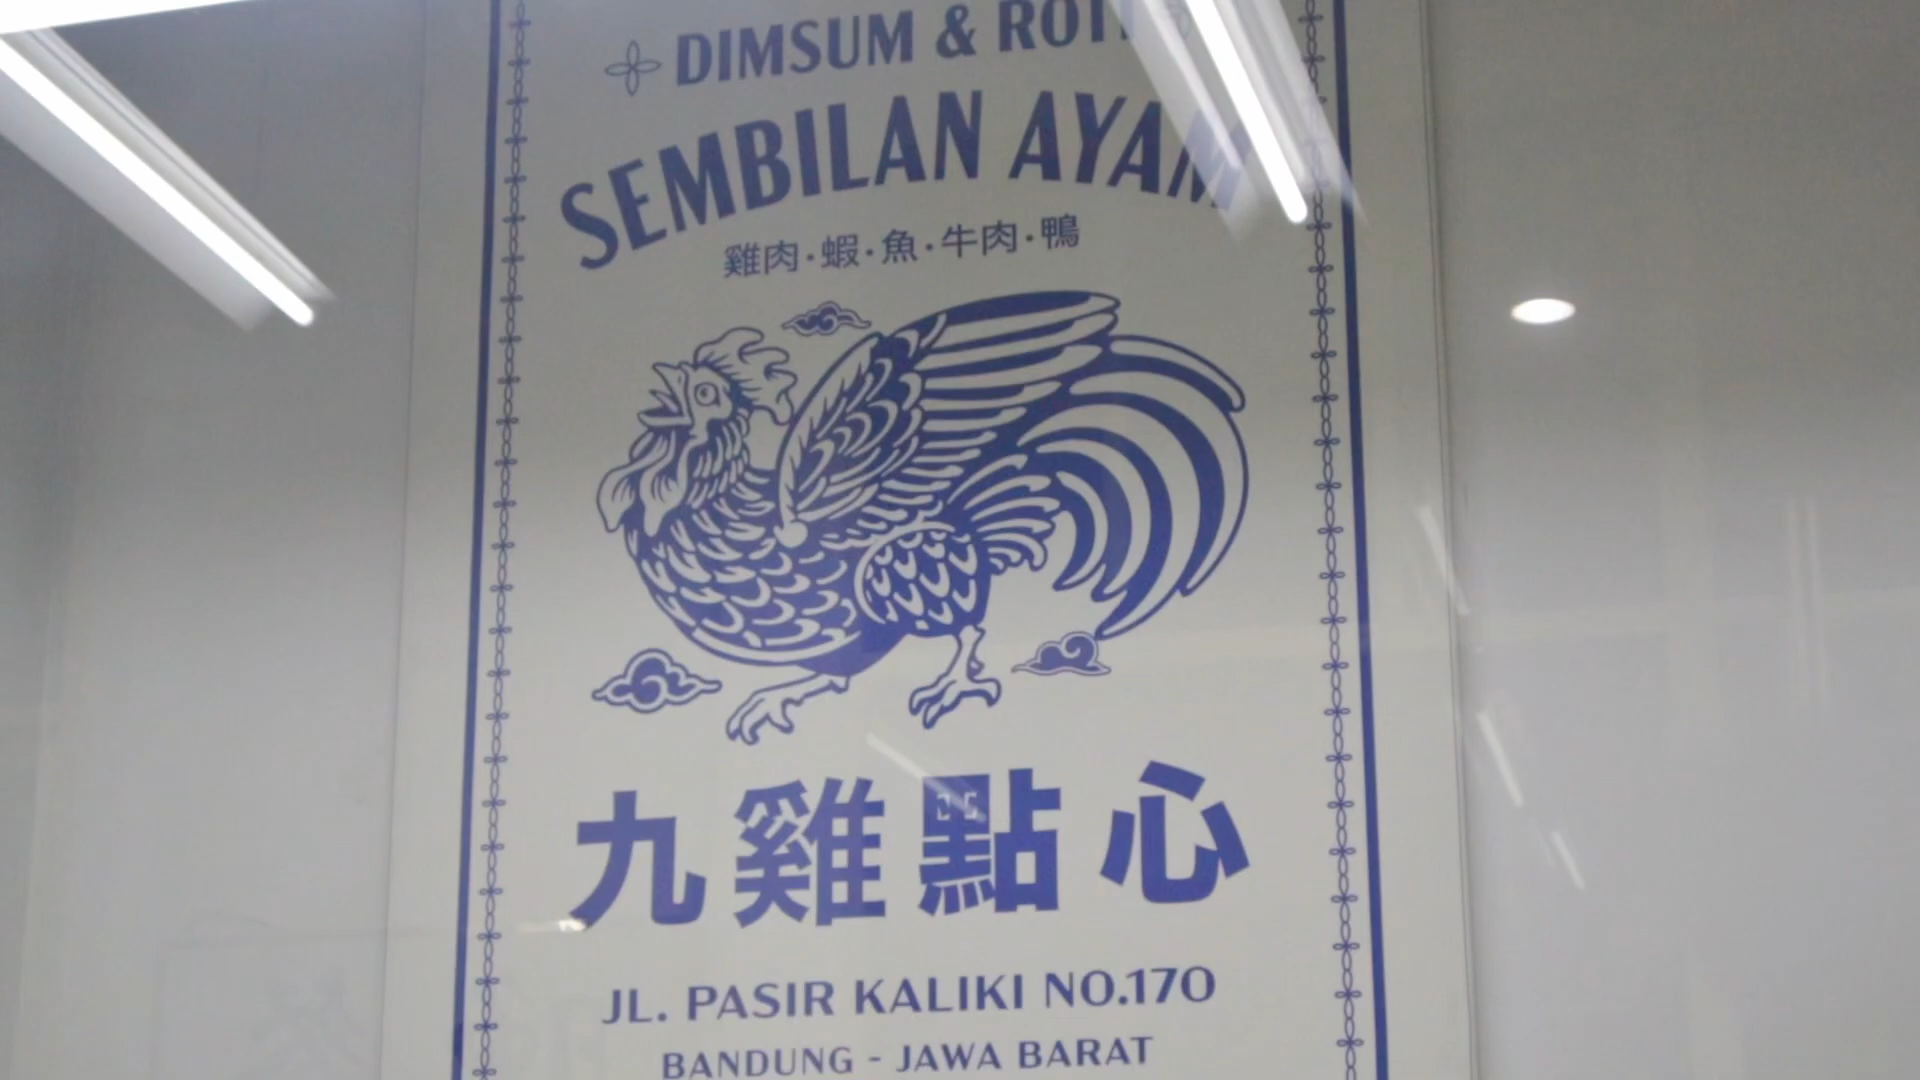 DIMSUM & ROTI
SEMBILAN AYAM
雞肉·蝦·魚·牛肉·鴨
九雞點心
JL. PASIR KALIKI NO.170
BANDUNG - JAWA BARAT